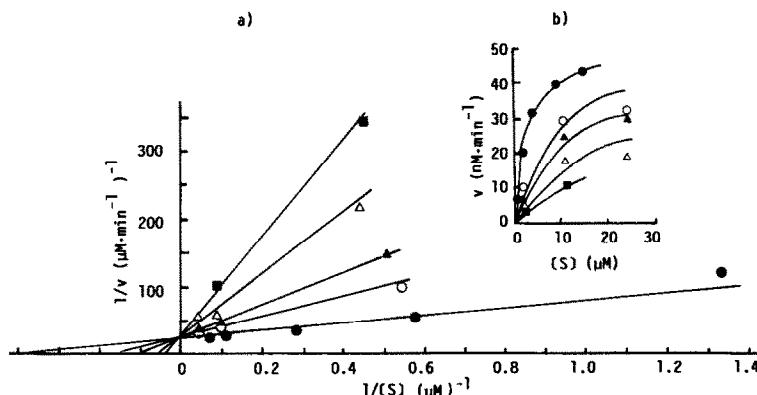 a)
b)
50
40
30
20
10
0
v (nM·min⁻¹)
0 10 20 30
[S] (µM)
300
200
100
1/v (µM·min⁻¹)⁻¹
0 0.2 0.4 0.6 0.8 1.0 1.2 1.4
1/[S] (µM)⁻¹